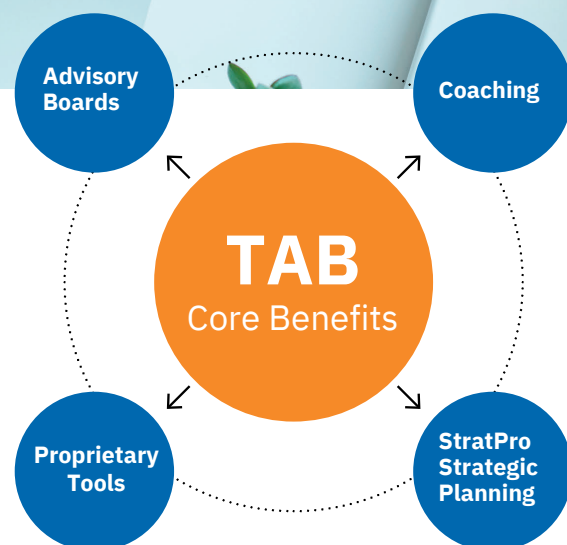 Advisory
Boards
Coaching
TAB
Core Benefits
Proprietary
Tools
StratPro
Strategic
Planning